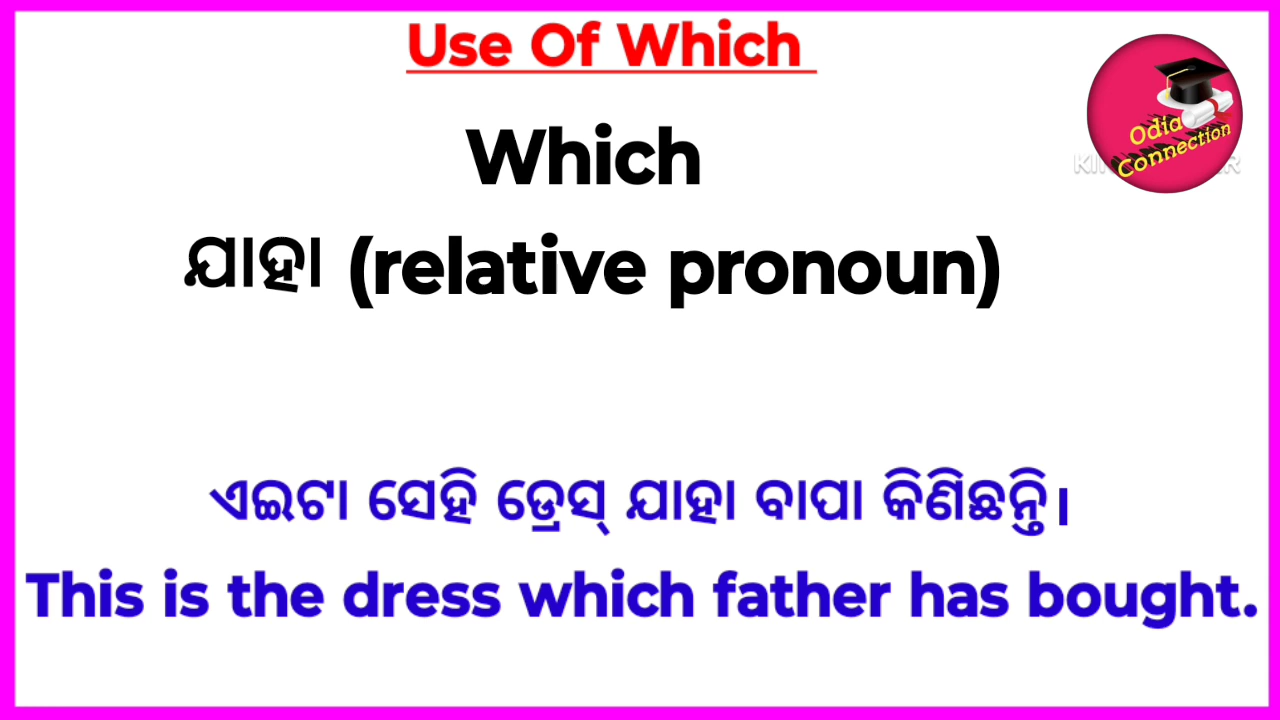 Use Of Which
Which
ଯାହା (relative pronoun)
Odia
Connection
ଏଇଟା ସେହି ଡ୍ରେସ୍ ଯାହା ବାପା କିଣିଛନ୍ତି।
This is the dress which father has bought.